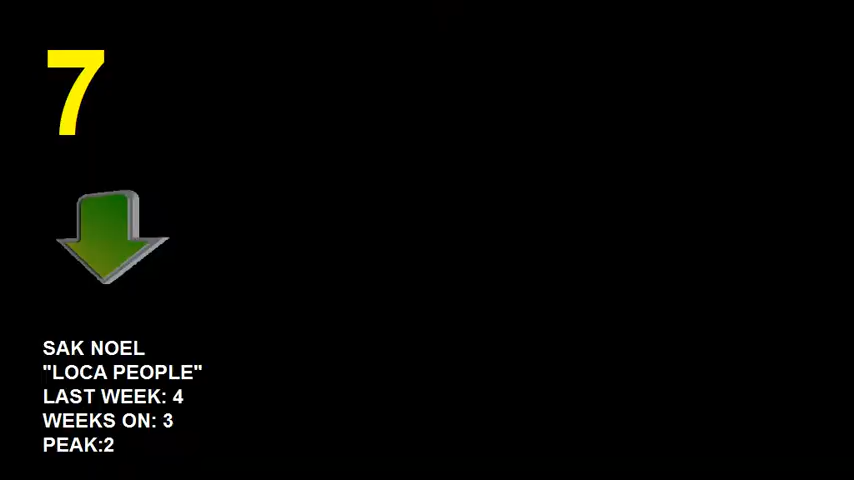 7
SAK NOEL
"LOCA PEOPLE"
LAST WEEK: 4
WEEKS ON: 3
PEAK:2